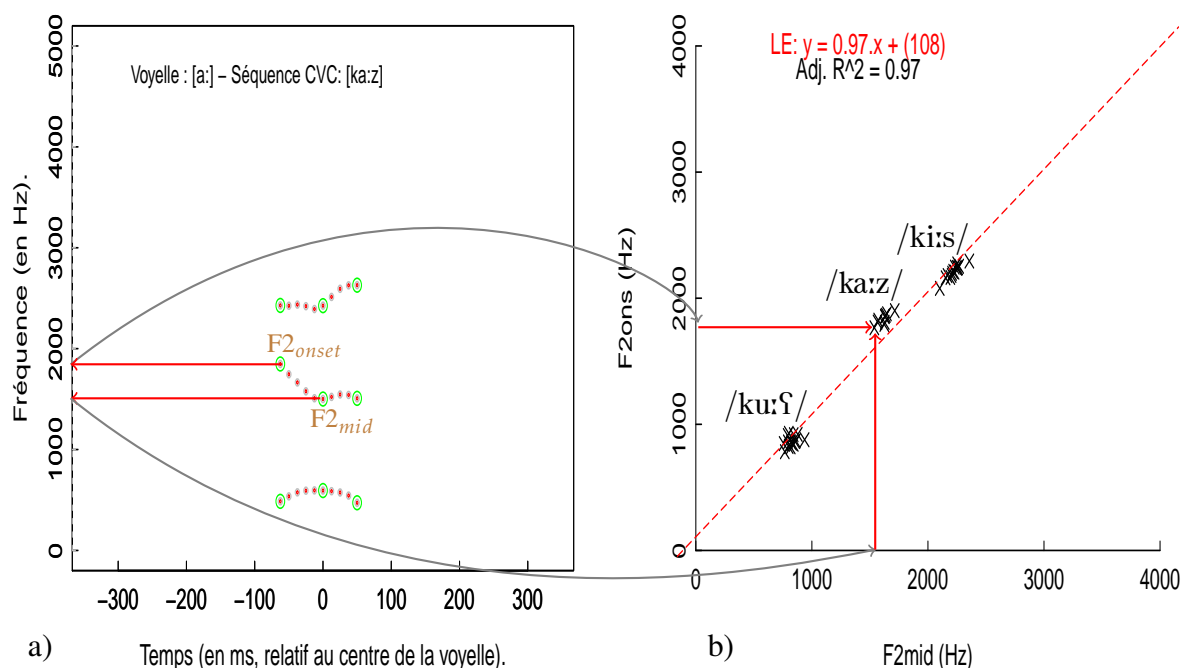 Voyelle : [a:] – Séquence CVC: [ka:z]
Fréquence (en Hz).
5000
4000
3000
2000
1000
0
F2onset
F2mid
−300
−200
−100
0
100
200
300
a)
Temps (en ms, relatif au centre de la voyelle).
LE: y = 0.97.x + (108)
Adj. R^2 = 0.97
F2ons (Hz)
4000
3000
2000
1000
0
/kiːs/
/kaːz/
/kuːʕ/
0
1000
2000
3000
4000
b)
F2mid (Hz)